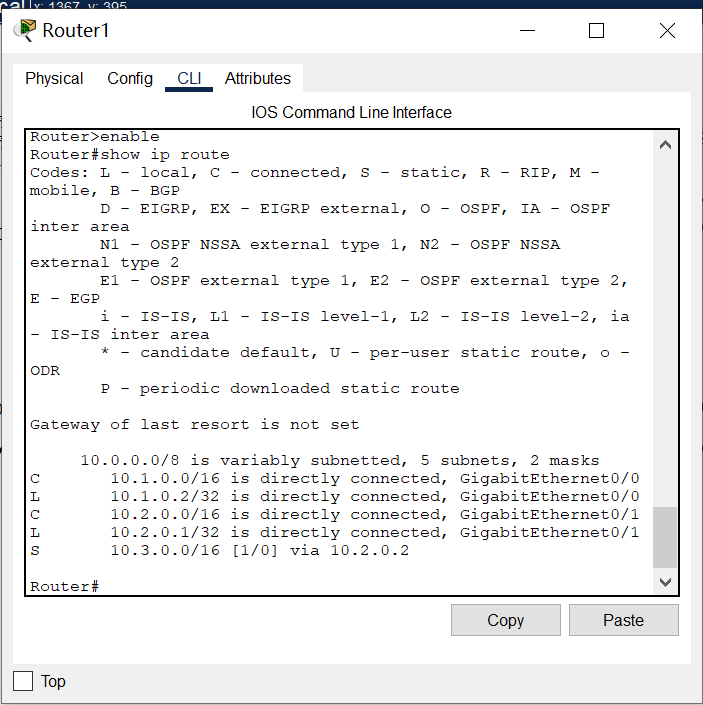 x: 1367, y: 395
Router1
Physical Config CLI Attributes
IOS Command Line Interface
Router>enable
Router#show ip route
Codes: L - local, C - connected, S - static, R - RIP, M -
mobile, B - BGP
D - EIGRP, EX - EIGRP external, O - OSPF, IA - OSPF
inter area
N1 - OSPF NSSA external type 1, N2 - OSPF NSSA
external type 2
E1 - OSPF external type 1, E2 - OSPF external type 2,
E - EGP
i - IS-IS, L1 - IS-IS level-1, L2 - IS-IS level-2, ia
- IS-IS inter area
* - candidate default, U - per-user static route, o -
ODR
P - periodic downloaded static route
Gateway of last resort is not set
10.0.0.0/8 is variably subnetted, 5 subnets, 2 masks
C 10.1.0.0/16 is directly connected, GigabitEthernet0/0
L 10.1.0.2/32 is directly connected, GigabitEthernet0/0
C 10.2.0.0/16 is directly connected, GigabitEthernet0/1
L 10.2.0.1/32 is directly connected, GigabitEthernet0/1
S 10.3.0.0/16 [1/0] via 10.2.0.2
Router#
Copy Paste
Top